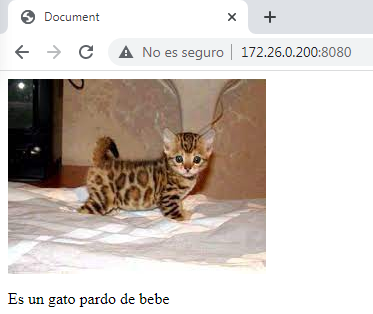 Document
No es seguro
172.26.0.200:8080
Es un gato pardo de bebe